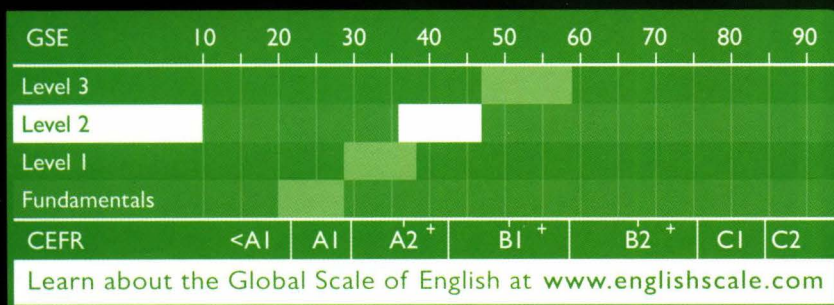 GSE 10 20 30 40 50 60 70 80 90
Level 3
Level 2
Level 1
Fundamentals
CEFR <A1 A1 A2+ B1+ B2+ C1 C2
Learn about the Global Scale of English at www.englishscale.com